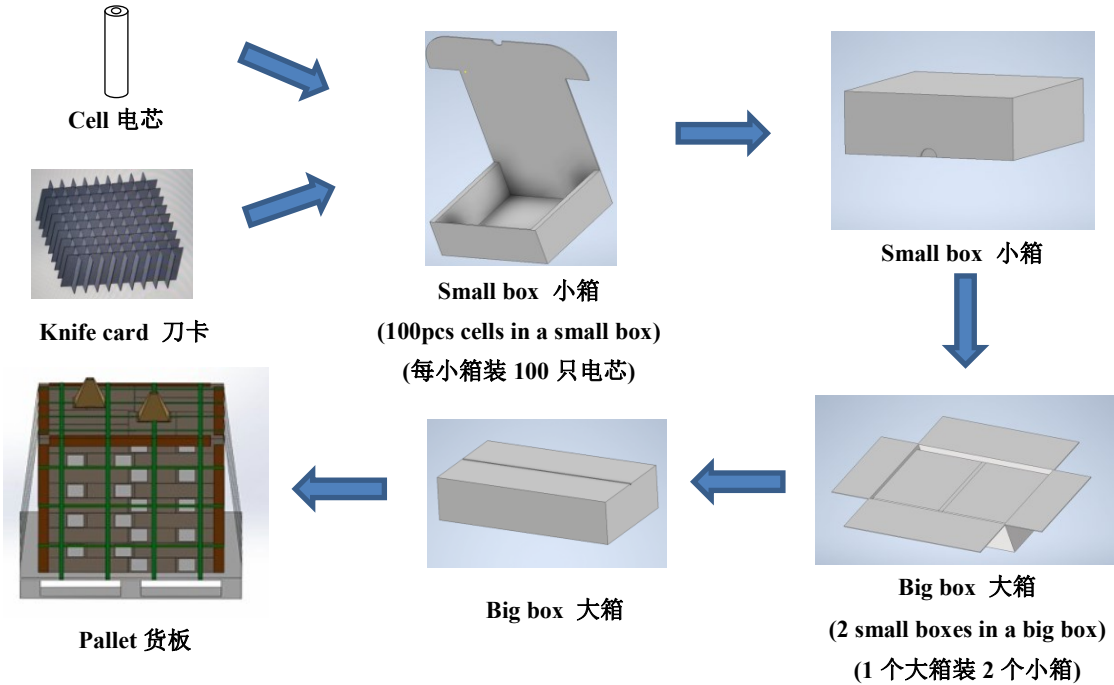 Cell 电芯
Knife card 刀卡
Small box 小箱
(100pcs cells in a small box)
(每小箱装 100 只电芯)
Small box 小箱
Big box 大箱
(2 small boxes in a big box)
(1 个大箱装 2 个小箱)
Big box 大箱
Pallet 货板